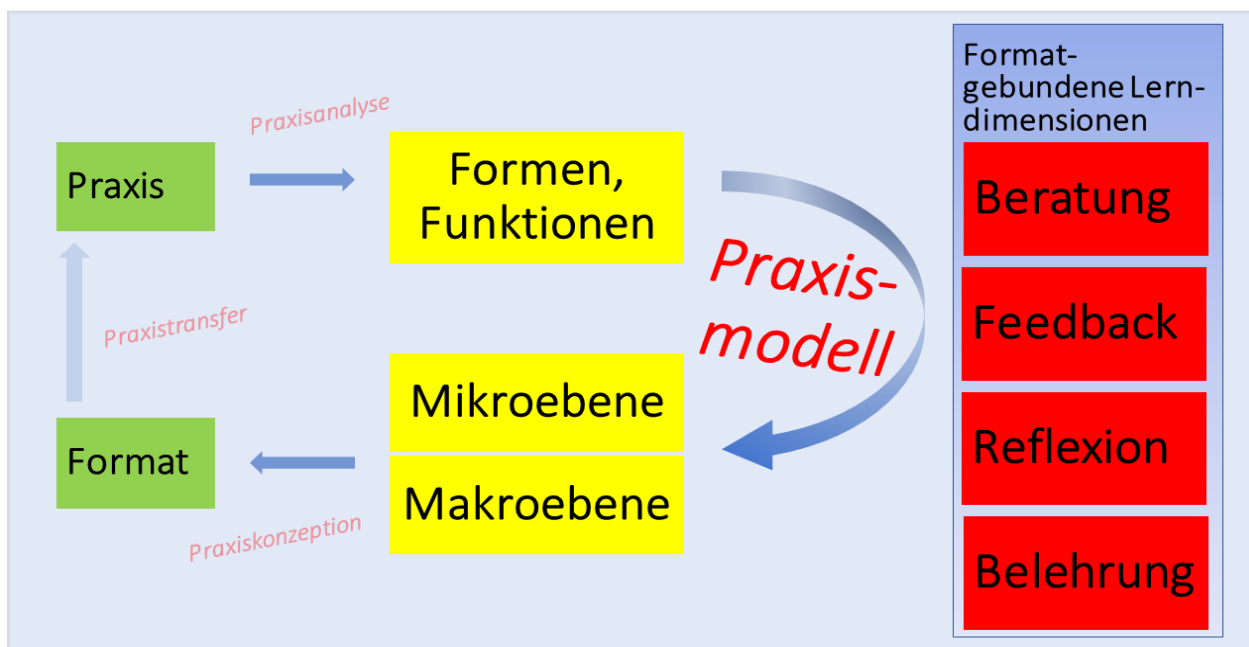 Praxisanalyse
Praxis
Formen,
Funktionen
Praxis-
modell
Praxistransfer
Mikroebene
Format
Makroebene
Praxiskonzeption
Format-
gebundene Lern-
dimensionen
Beratung
Feedback
Reflexion
Belehrung